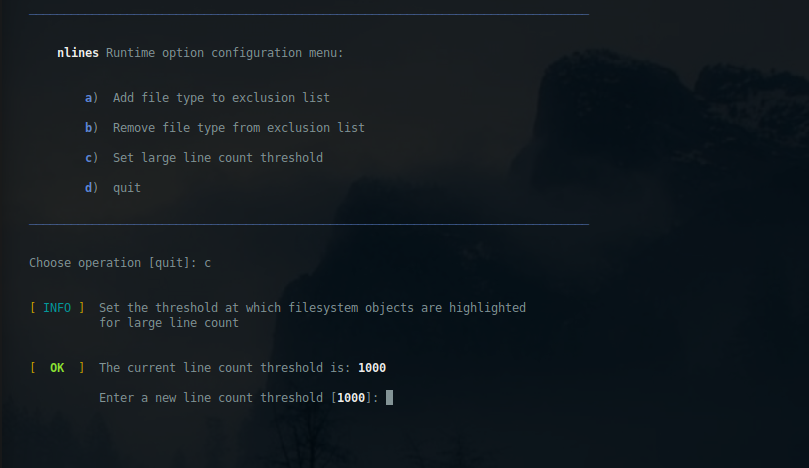 nlines Runtime option configuration menu:
a) Add file type to exclusion list
b) Remove file type from exclusion list
c) Set large line count threshold
d) quit
Choose operation [quit]: c
[ INFO ] Set the threshold at which filesystem objects are highlighted
for large line count
[ OK ] The current line count threshold is: 1000
Enter a new line count threshold [1000]: